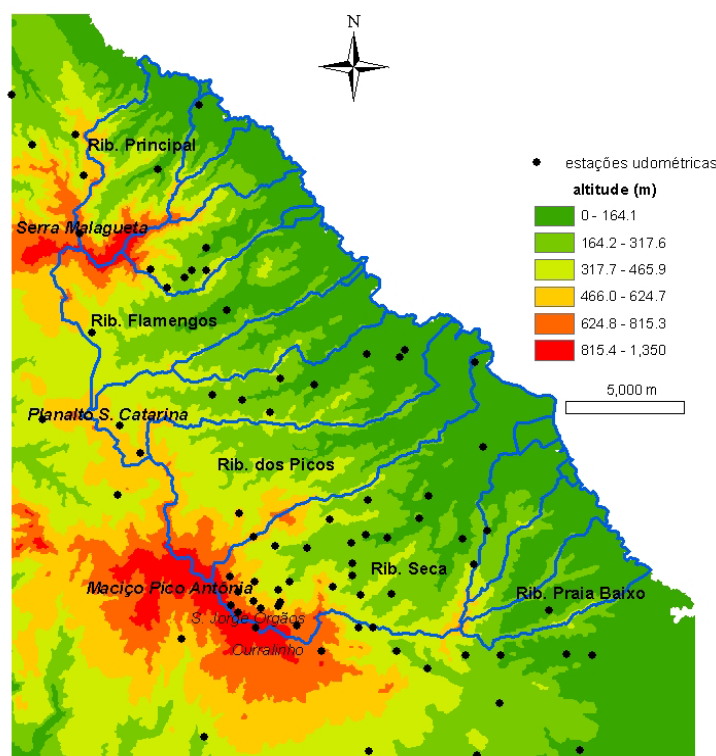 N
Rib. Principal
estações udométricas
altitude (m)
0 - 164.1
164.2 - 317.6
317.7 - 465.9
466.0 - 624.7
624.8 - 815.3
815.4 - 1,350
5,000 m
Serra Malagueta
Rib. Flamengos
Planalto S. Catarina
Rib. dos Picos
Rib. Seca
Maciço Pico Antónia
Rib. Praia Baixo
S. Jorge Orgãos
Curralinho